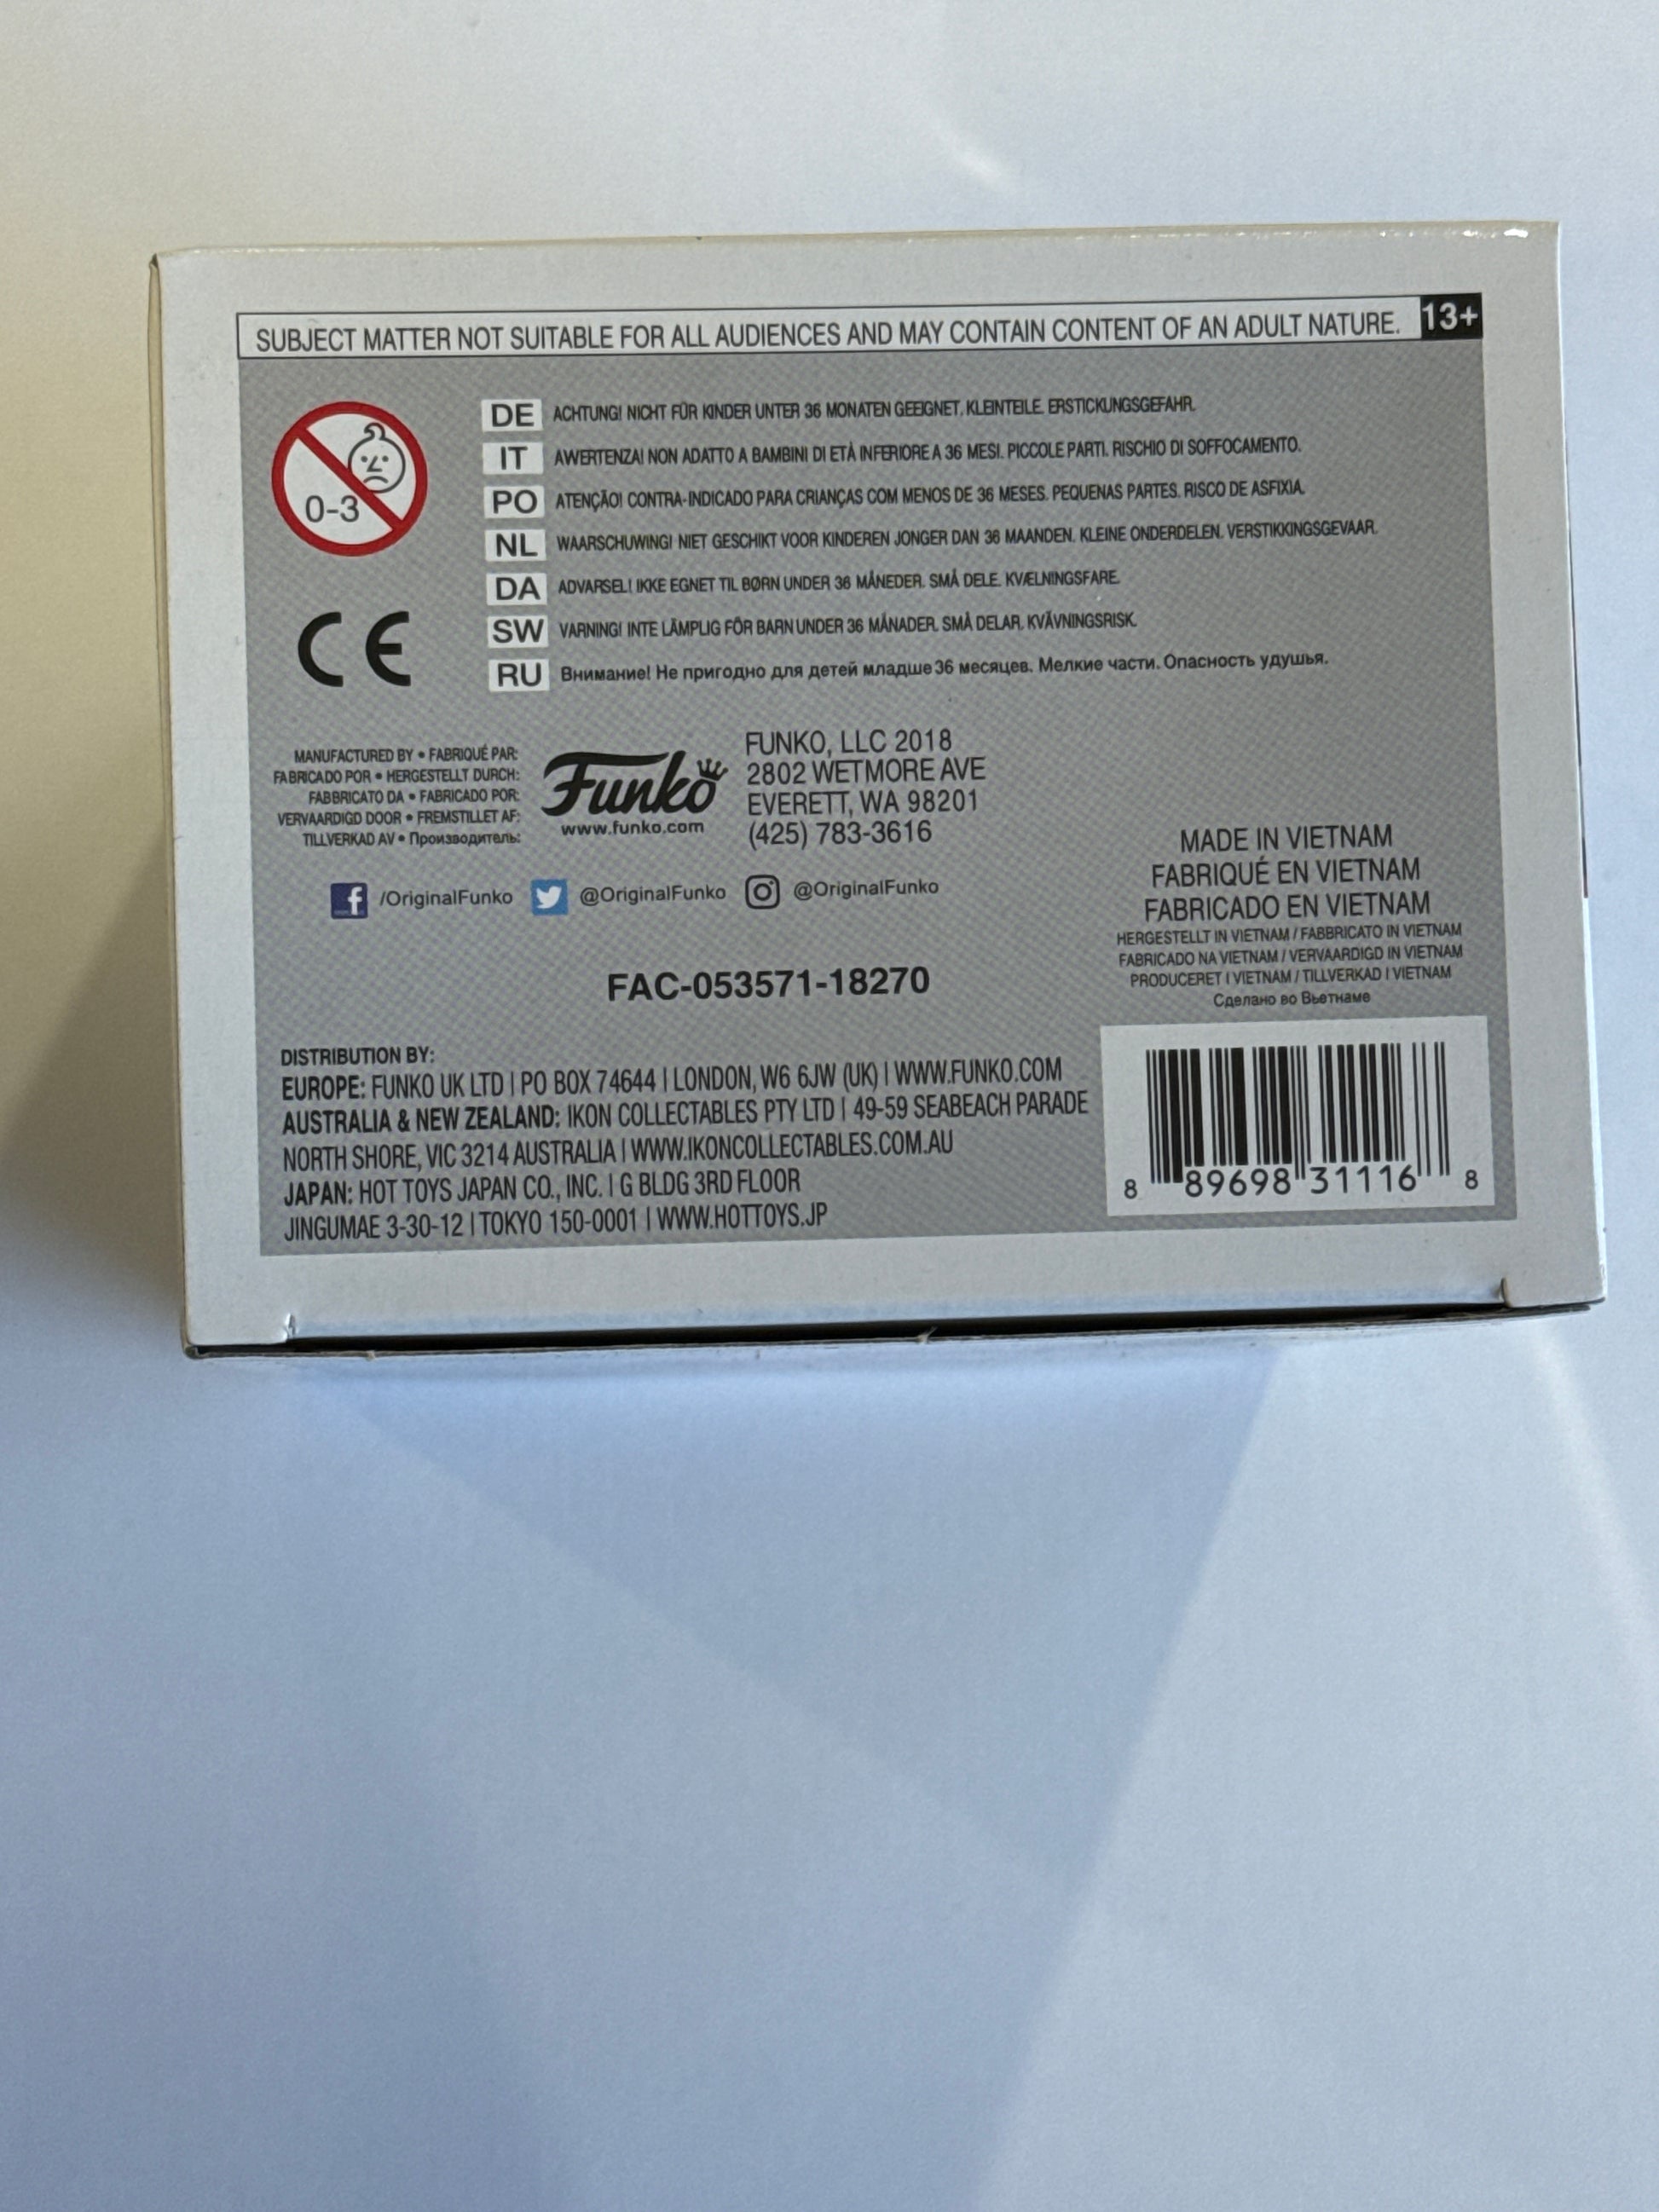 SUBJECT MATTER NOT SUITABLE FOR ALL AUDIENCES AND MAY CONTAIN CONTENT OF AN ADULT NATURE. 13+
0-3
DE ACHTUNG! NICHT FÜR KINDER UNTER 36 MONATEN GEEIGNET. KLEINTEILE. ERSTICKUNGSGEFAHR.
IT AWERTENZA! NON ADATTO A BAMBINI DI ETÀ INFERIORE A 36 MESI. PICCOLE PARTI. RISCHIO DI SOFFOCAMENTO.
PO ATENÇÃO! CONTRA-INDICADO PARA CRIANÇAS COM MENOS DE 36 MESES. PEQUENAS PARTES. RISCO DE ASFIXIA.
NL WAARSCHUWING! NIET GESCHIKT VOOR KINDEREN JONGER DAN 36 MAANDEN. KLEINE ONDERDELEN. VERSTIKKINGSGEVAAR.
DA ADVARSEL! IKKE EGNET TIL BØRN UNDER 36 MÅNEDER. SMÅ DELE. KVÆLNINGSFARE.
SW VARNING! INTE LÄMPLIG FÖR BARN UNDER 36 MÅNADER. SMÅ DELAR. KVÄVNINGSRISK.
RU Внимание! Не пригодно для детей младше 36 месяцев. Мелкие части. Опасность удушья.
CE
MANUFACTURED BY • FABRIQUÉ PAR:
FABRICADO POR • HERGESTELLT DURCH:
FABBRICATO DA • FABRICADO POR:
VERVAARDIGD DOOR • FREMSTILLET AF:
TILLVERKAD AV • Производитель:
Funko
www.funko.com
FUNKO, LLC 2018
2802 WETMORE AVE
EVERETT, WA 98201
(425) 783-3616
/OriginalFunko @OriginalFunko @OriginalFunko
FAC-053571-18270
MADE IN VIETNAM
FABRIQUÉ EN VIETNAM
FABRICADO EN VIETNAM
HERGESTELLT IN VIETNAM / FABBRICATO IN VIETNAM
FABRICADO NA VIETNAM / VERVAARDIGD IN VIETNAM
PRODUCERET I VIETNAM / TILLVERKAD I VIETNAM
Сделано во Вьетнаме
DISTRIBUTION BY:
EUROPE: FUNKO UK LTD | PO BOX 74644 | LONDON, W6 6JW (UK) | WWW.FUNKO.COM
AUSTRALIA & NEW ZEALAND: IKON COLLECTABLES PTY LTD | 49-59 SEABEACH PARADE
NORTH SHORE, VIC 3214 AUSTRALIA | WWW.IKONCOLLECTABLES.COM.AU
JAPAN: HOT TOYS JAPAN CO., INC. | G BLDG 3RD FLOOR
JINGUMAE 3-30-12 | TOKYO 150-0001 | WWW.HOTTOYS.JP
8 89698 31116 8